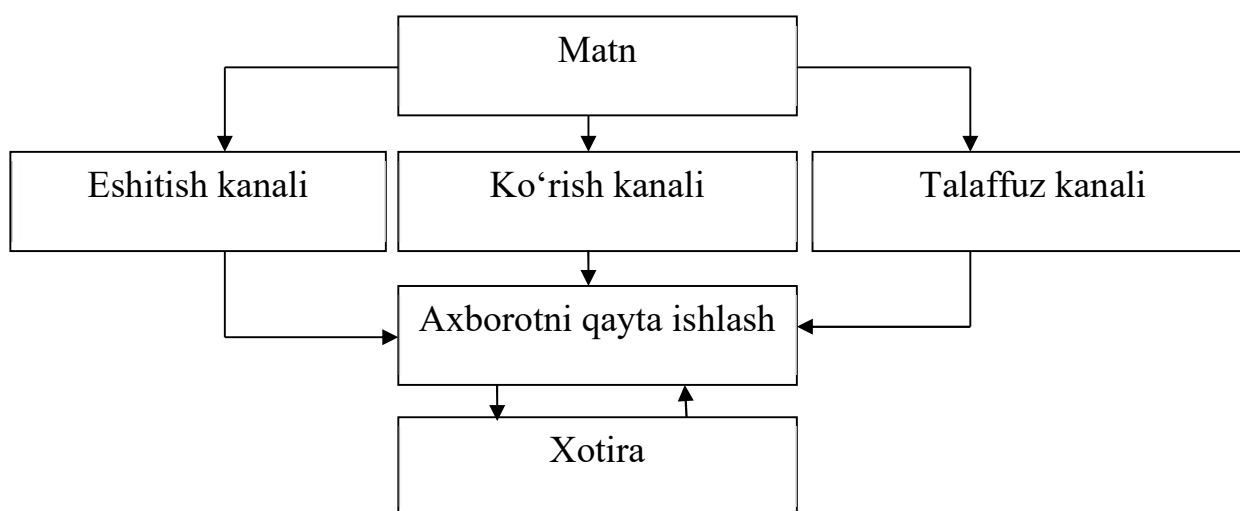 Matn
Eshitish kanali
Ko‘rish kanali
Talaffuz kanali
Axborotni qayta ishlash
Xotira